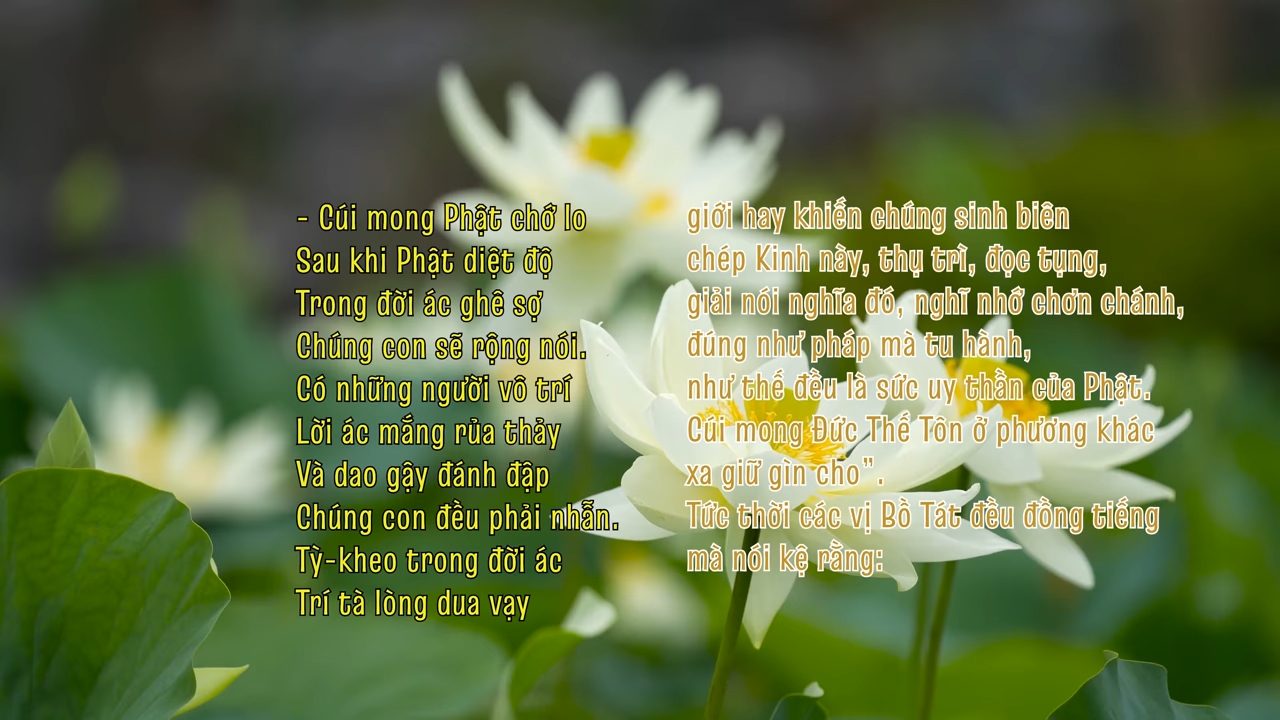 - Cúi mong Phật chớ lo
Sau khi Phật diệt độ
Trong đời ác ghê sợ
Chúng con sẽ rộng nói.
Có những người vô trí
Lời ác mắng rủa thảy
Và dao gậy đánh đập
Chúng con đều phải nhẫn.
Tỳ-kheo trong đời ác
Trí tà lòng dua vạy
giới hay khiến chúng sinh biên
chép Kinh này, thụ trì, đọc tụng,
giải nói nghĩa đó, nghĩ nhớ chơn chánh,
đúng như pháp mà tu hành,
như thế đều là sức uy thần của Phật.
Cúi mong Đức Thế Tôn ở phương khác
xa giữ gìn cho”.
Tức thời các vị Bồ Tát đều đồng tiếng
mà nói kệ rằng: